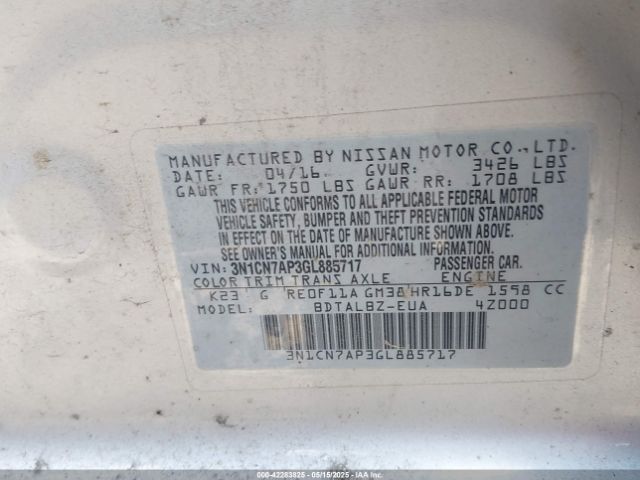 MANUFACTURED BY NISSAN MOTOR CO., LTD.
DATE: 04/16 GVWR: 3426 LBS
GAWR FR: 1750 LBS GAWR RR: 1708 LBS
THIS VEHICLE CONFORMS TO ALL APPLICABLE FEDERAL MOTOR
VEHICLE SAFETY, BUMPER AND THEFT PREVENTION STANDARDS
IN EFFECT ON THE DATE OF MANUFACTURE SHOWN ABOVE.
SEE OWNER'S MANUAL FOR ADDITIONAL INFORMATION.
VIN: 3N1CN7AP3GL885717 PASSENGER CAR.
COLOR TRIM TRANS AXLE ENGINE
K23 G RE0F11A GM38 HR16DE 1598 CC
MODEL: BDTALBZ-EUA 4Z000
3N1CN7AP3GL885717
000-42283825 - 05/15/2025 - IAAI.COM